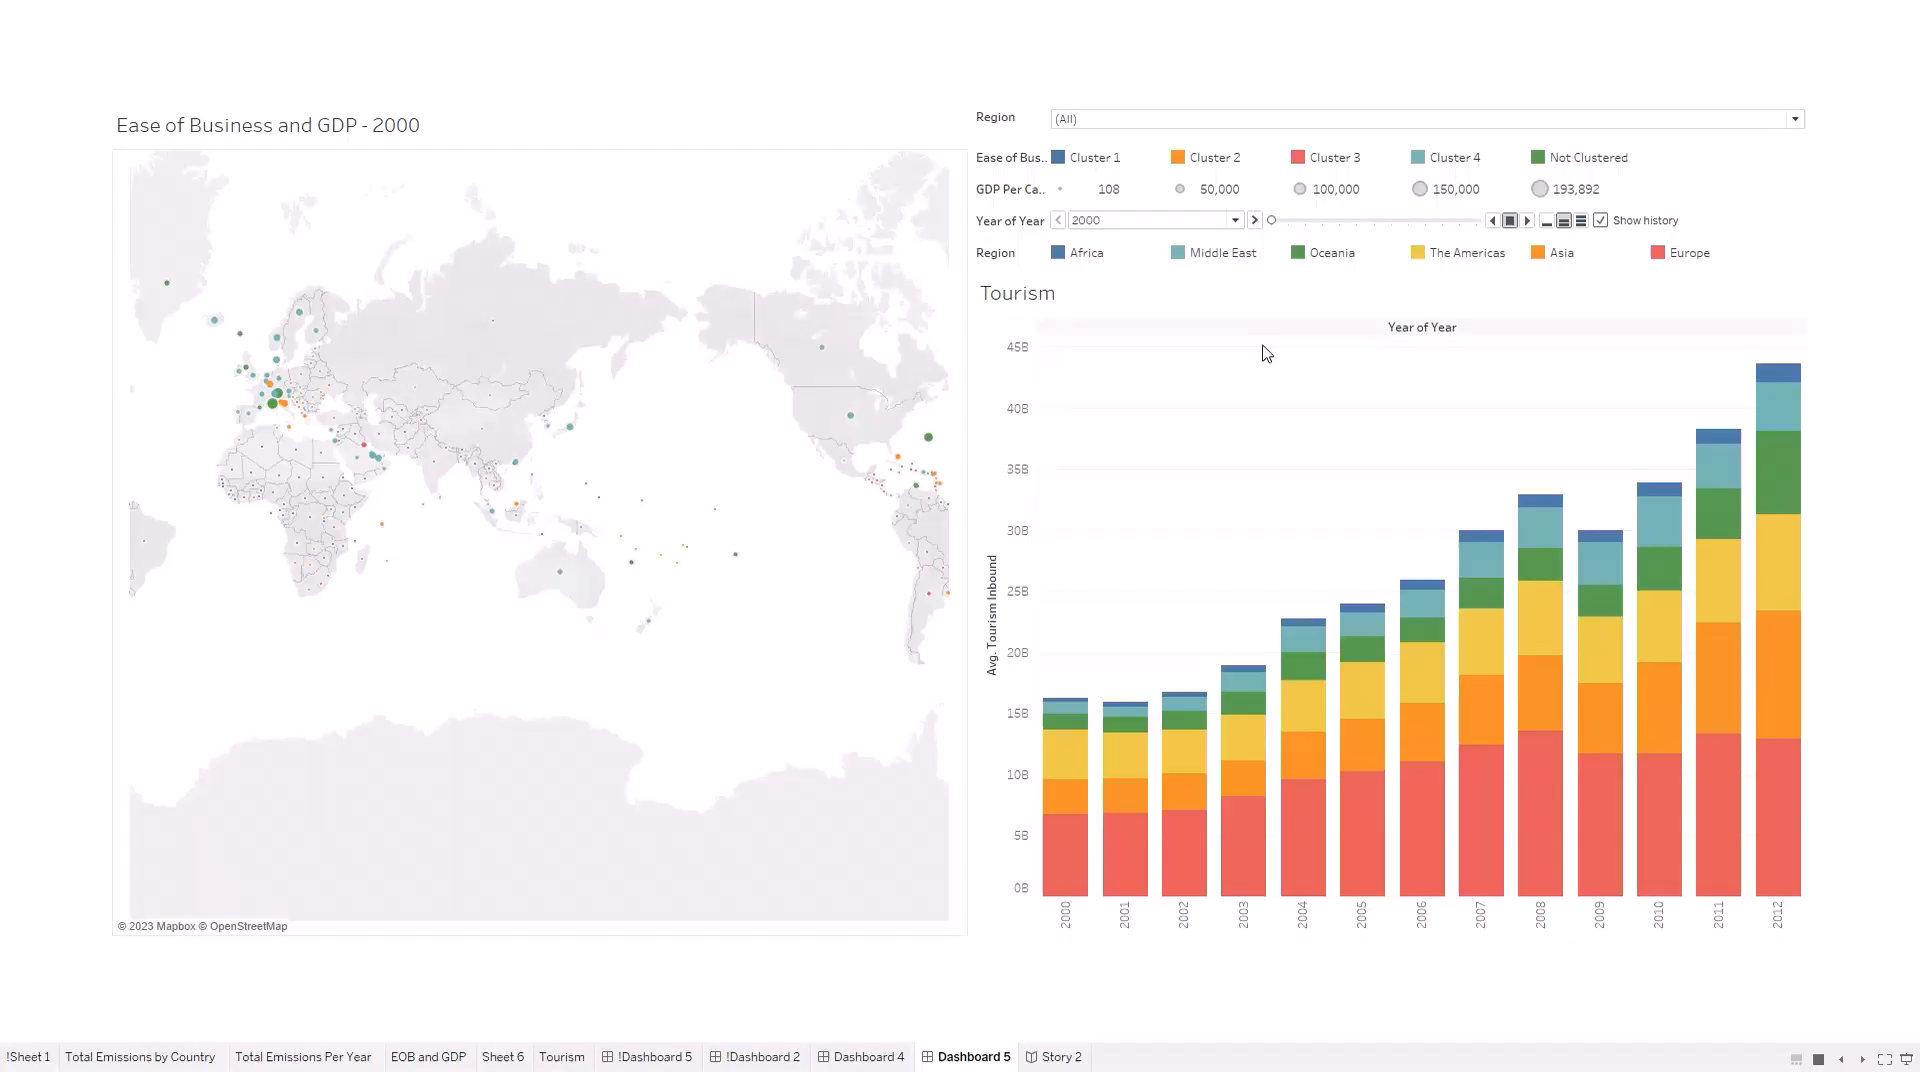 Ease of Business and GDP - 2000
© 2023 Mapbox © OpenStreetMap
Region (All)
Ease of Bus.. Cluster 1 Cluster 2 Cluster 3 Cluster 4 Not Clustered
GDP Per Ca.. 108 50,000 100,000 150,000 193,892
Year of Year 2000 Show history
Region Africa Middle East Oceania The Americas Asia Europe
Tourism
Year of Year
45B
40B
35B
30B
25B
20B
15B
10B
5B
0B
Avg. Tourism Inbound
2000 2001 2002 2003 2004 2005 2006 2007 2008 2009 2010 2011 2012
!Sheet 1 Total Emissions by Country Total Emissions Per Year EOB and GDP Sheet 6 Tourism !Dashboard 5 !Dashboard 2 Dashboard 4 Dashboard 5 Story 2